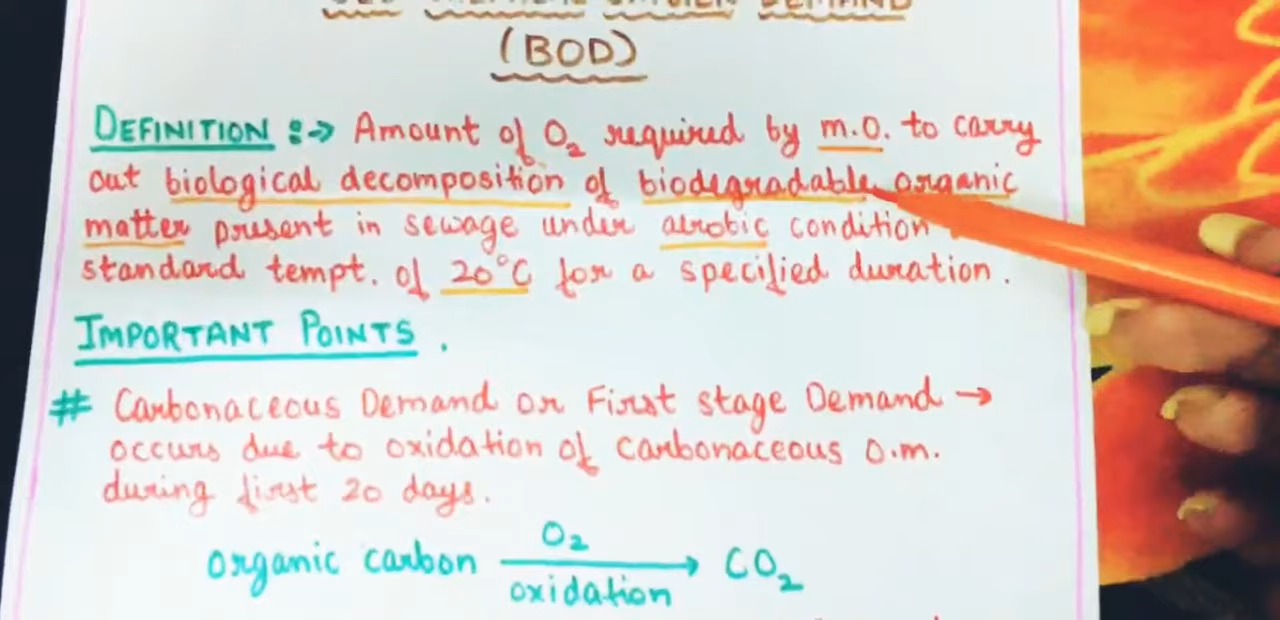 DEMAND
(BOD)
DEFINITION :→ Amount of O₂ required by m.o. to carry
out biological decomposition of biodegradable organic
matter present in sewage under aerobic condition
standard tempt. of 20°C for a specified duration.
IMPORTANT POINTS.
# Carbonaceous Demand or First stage Demand →
occurs due to oxidation of carbonaceous o.m.
during first 20 days.
O₂
organic carbon → CO₂
oxidation